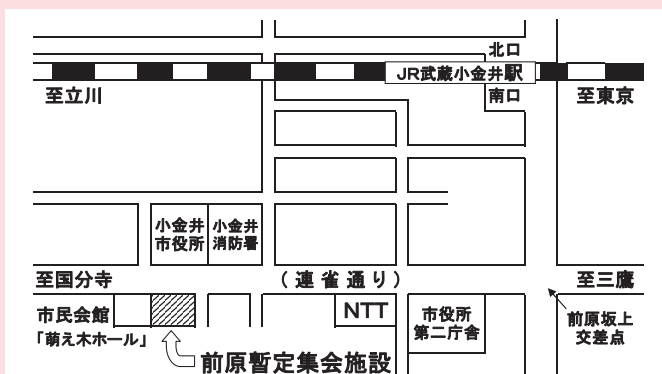 北口
JR武蔵小金井駅
至立川
南口
至東京
小金井
市役所
小金井
消防署
至国分寺
(連雀通り)
至三鷹
市民会館
「萌え木ホール」
NTT
市役所
第二庁舎
前原坂上
交差点
前原暫定集会施設